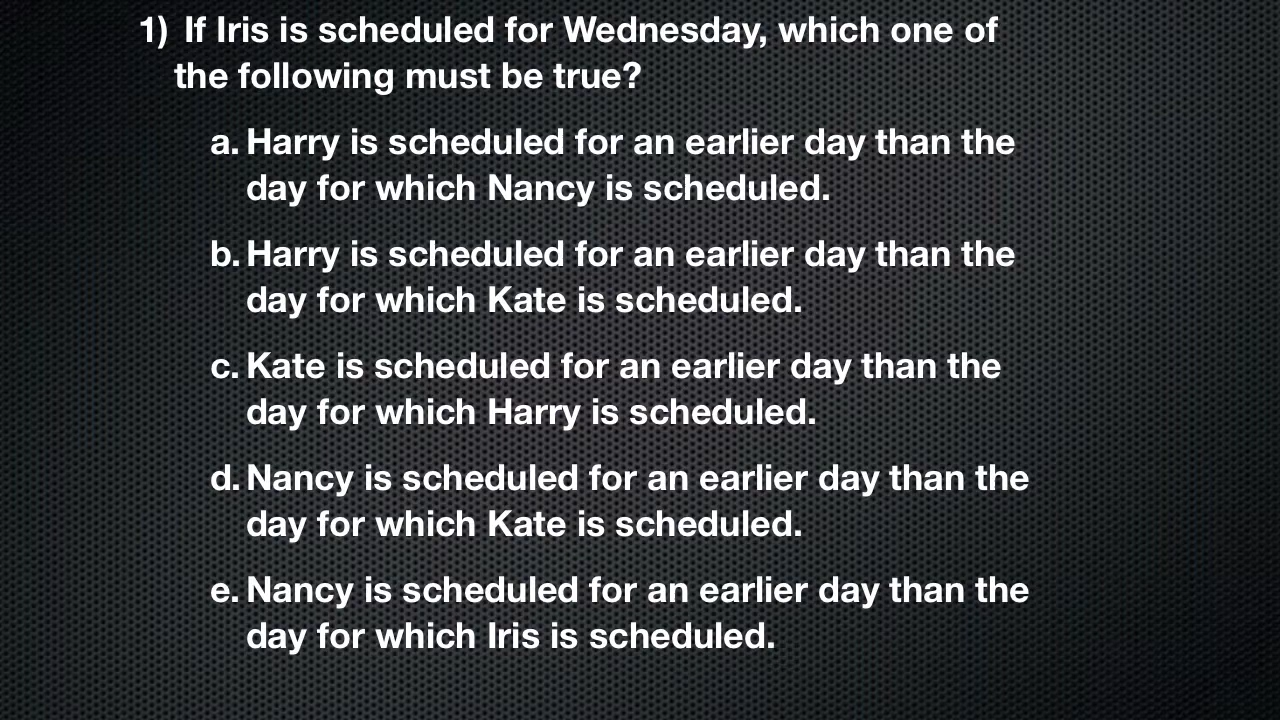 1) If Iris is scheduled for Wednesday, which one of
the following must be true?
a. Harry is scheduled for an earlier day than the
day for which Nancy is scheduled.
b. Harry is scheduled for an earlier day than the
day for which Kate is scheduled.
c. Kate is scheduled for an earlier day than the
day for which Harry is scheduled.
d. Nancy is scheduled for an earlier day than the
day for which Kate is scheduled.
e. Nancy is scheduled for an earlier day than the
day for which Iris is scheduled.